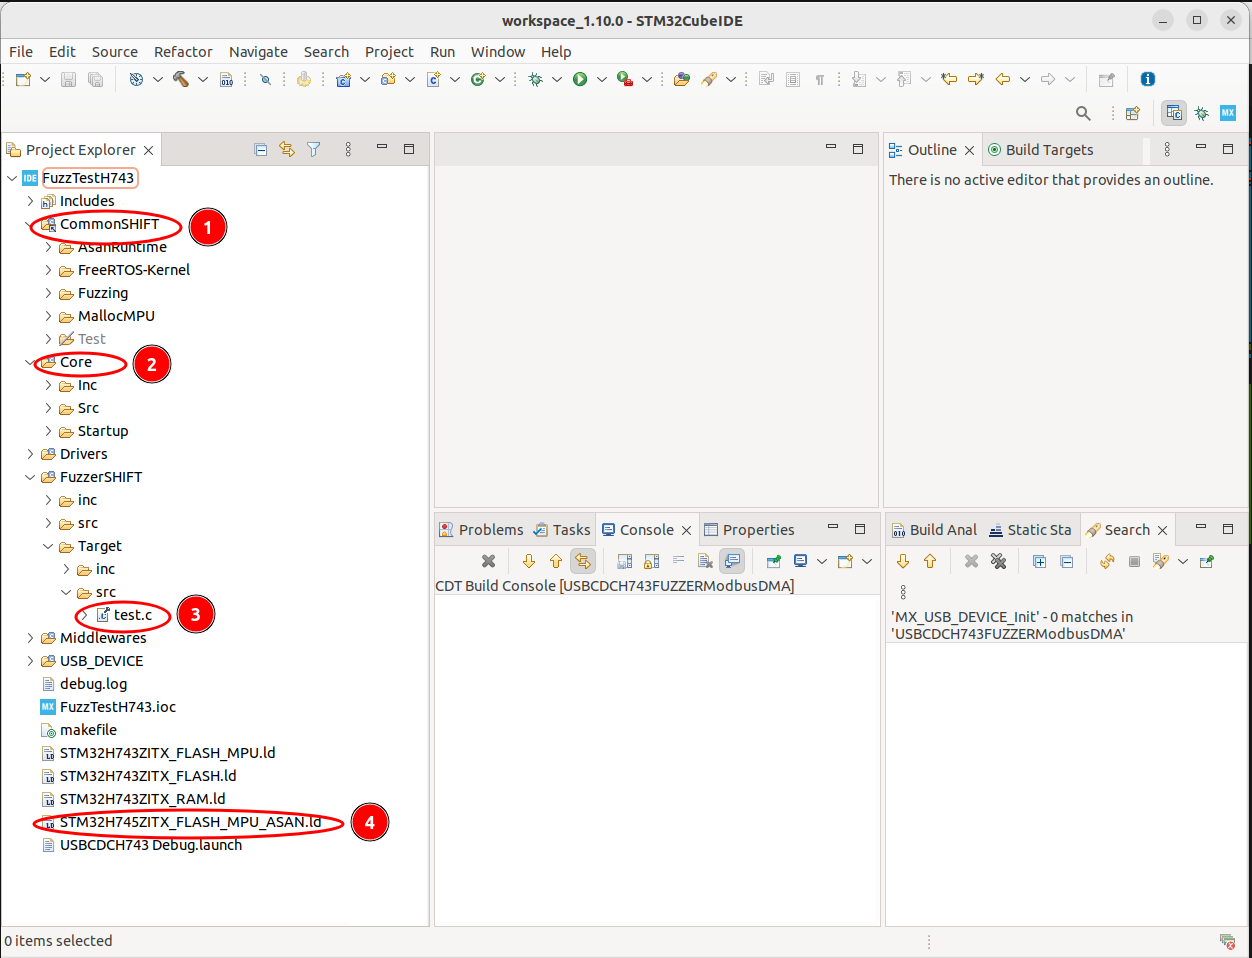 workspace_1.10.0 - STM32CubeIDE
File Edit Source Refactor Navigate Search Project Run Window Help
Project Explorer
IDE FuzzTestH743
Includes
CommonSHIFT
1
AsanRuntime
FreeRTOS-Kernel
Fuzzing
MallocMPU
Test
Core
2
Inc
Src
Startup
Drivers
FuzzerSHIFT
inc
src
Target
inc
src
test.c
3
Middlewares
USB_DEVICE
debug.log
MX FuzzTestH743.ioc
makefile
STM32H743ZITX_FLASH_MPU.ld
STM32H743ZITX_FLASH.ld
STM32H743ZITX_RAM.ld
STM32H745ZITX_FLASH_MPU_ASAN.ld
4
USBCDCH743 Debug.launch
MX
Outline Build Targets
There is no active editor that provides an outline.
Problems Tasks Console Properties
CDT Build Console [USBCDCH743FUZZERModbusDMA]
Build Anal Static Sta Search
'MX_USB_DEVICE_Init' - 0 matches in
'USBCDCH743FUZZERModbusDMA'
0 items selected